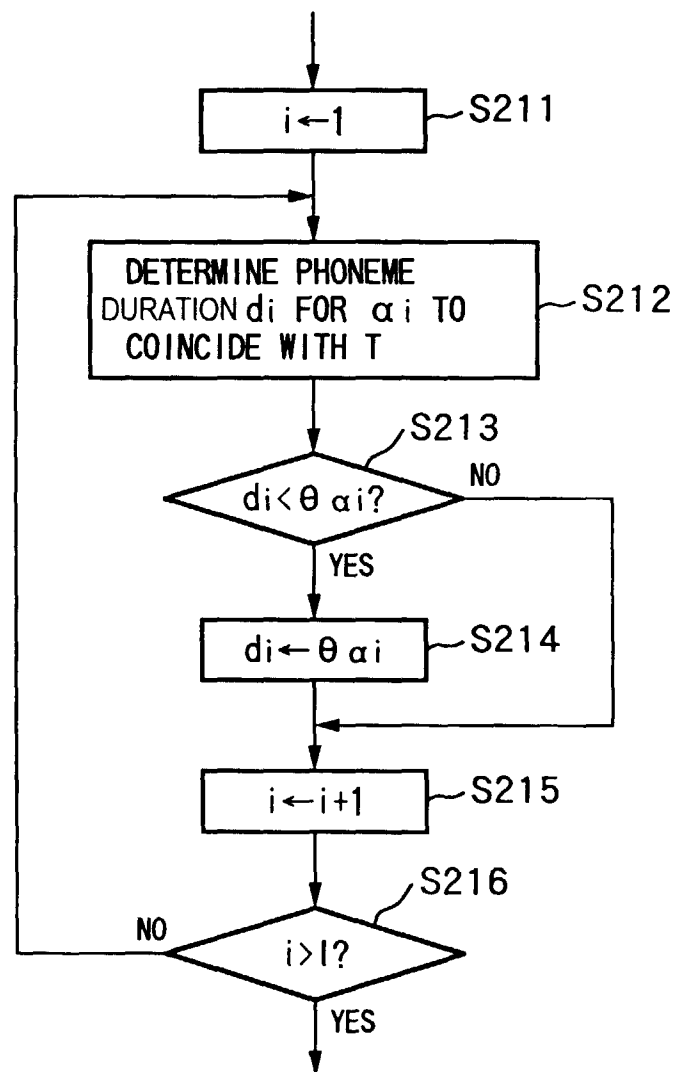 i←1
S211
DETERMINE PHONEME
DURATION di FOR αi TO
COINCIDE WITH T
S212
S213
di<θαi?
NO
YES
di←θαi
S214
i←i+1
S215
S216
NO
i>I?
YES